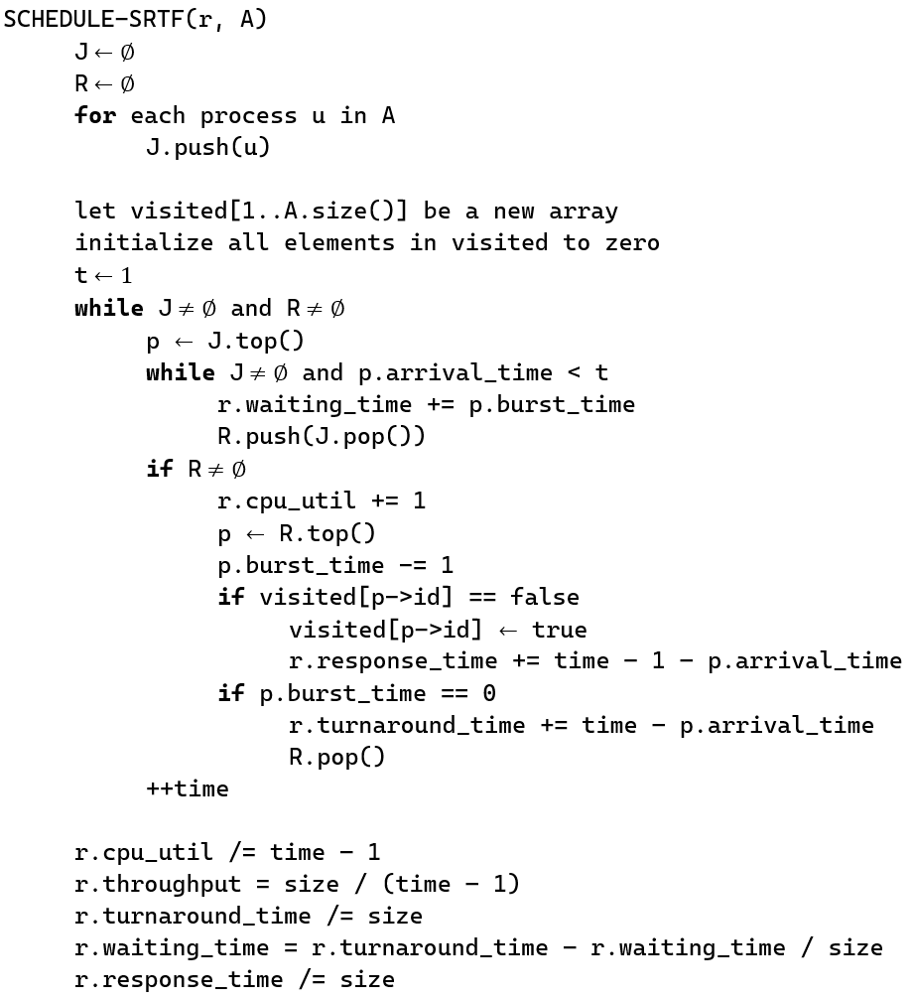 SCHEDULE-SRTF(r, A)
J ← ∅
R ← ∅
for each process u in A
J.push(u)
let visited[1..A.size()] be a new array
initialize all elements in visited to zero
t ← 1
while J ≠ ∅ and R ≠ ∅
p ← J.top()
while J ≠ ∅ and p.arrival_time < t
r.waiting_time += p.burst_time
R.push(J.pop())
if R ≠ ∅
r.cpu_util += 1
p ← R.top()
p.burst_time -= 1
if visited[p->id] == false
visited[p->id] ← true
r.response_time += time - 1 - p.arrival_time
if p.burst_time == 0
r.turnaround_time += time - p.arrival_time
R.pop()
++time
r.cpu_util /= time - 1
r.throughput = size / (time - 1)
r.turnaround_time /= size
r.waiting_time = r.turnaround_time - r.waiting_time / size
r.response_time /= size